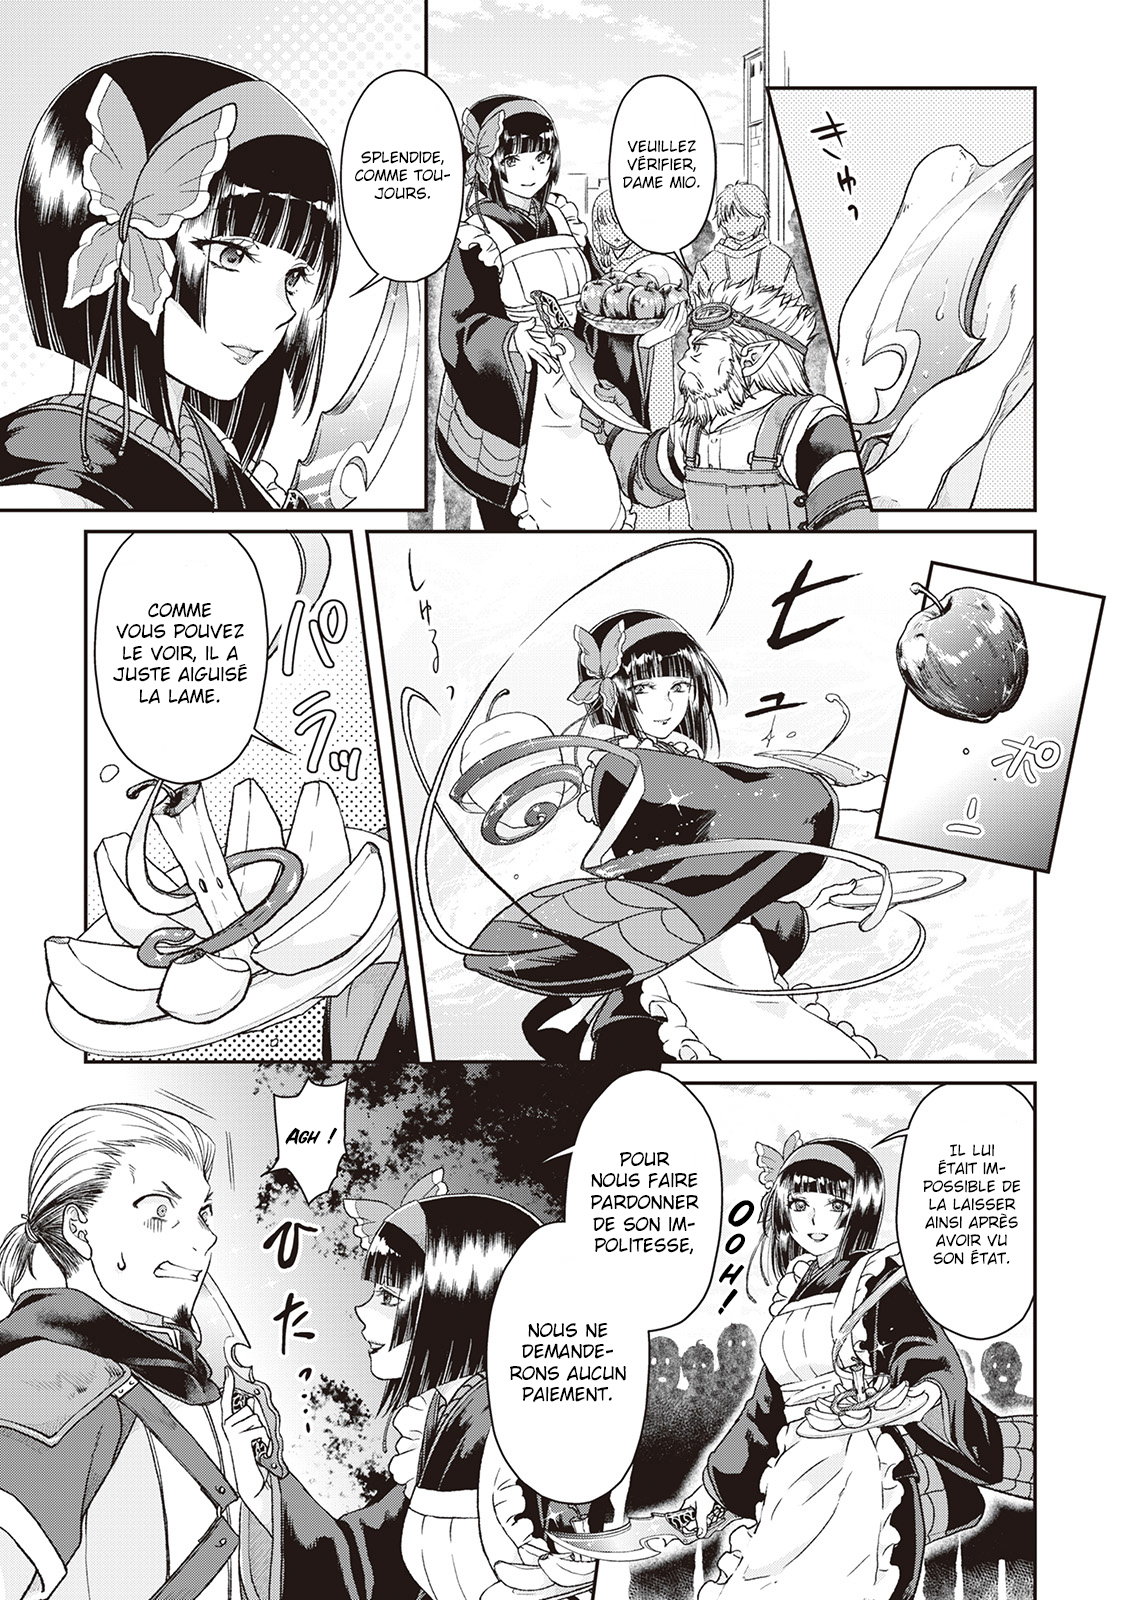 きゅっ
VEUILLEZ
VÉRIFIER,
DAME MIO.
SPLENDIDE,
COMME TOU-
JOURS.
ポーン
ヒュ
しゅるっ
パラッ
COMME
VOUS POUVEZ
LE VOIR, IL A
JUSTE AIGUISÉ
LA LAME.
IL LUI
ÉTAIT IM-
POSSIBLE DE
LA LAISSER
AINSI APRÈS
AVOIR VU
SON ÉTAT.
OOH!
POUR
NOUS FAIRE
PARDONNER
DE SON IM-
POLITESSE,
NOUS NE
DEMANDE-
RONS AUCUN
PAIEMENT.
AGH !
ひた…